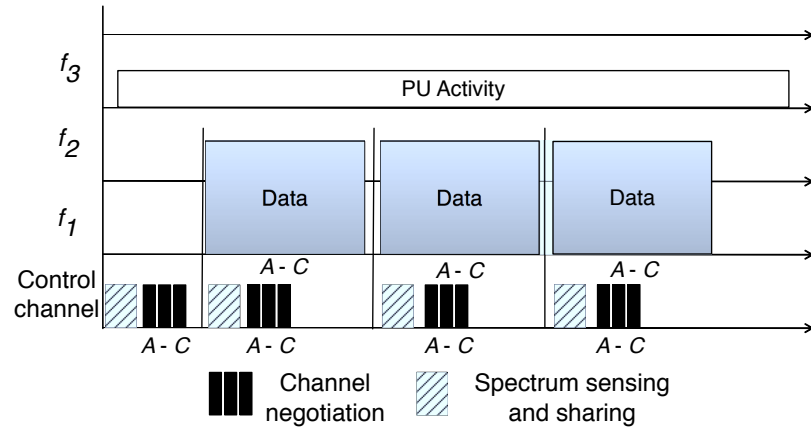 f3
PU Activity
f2
Data Data Data
f1
A - C A - C A - C
Control
channel
A - C A - C A - C A - C
Channel
negotiation
Spectrum sensing
and sharing